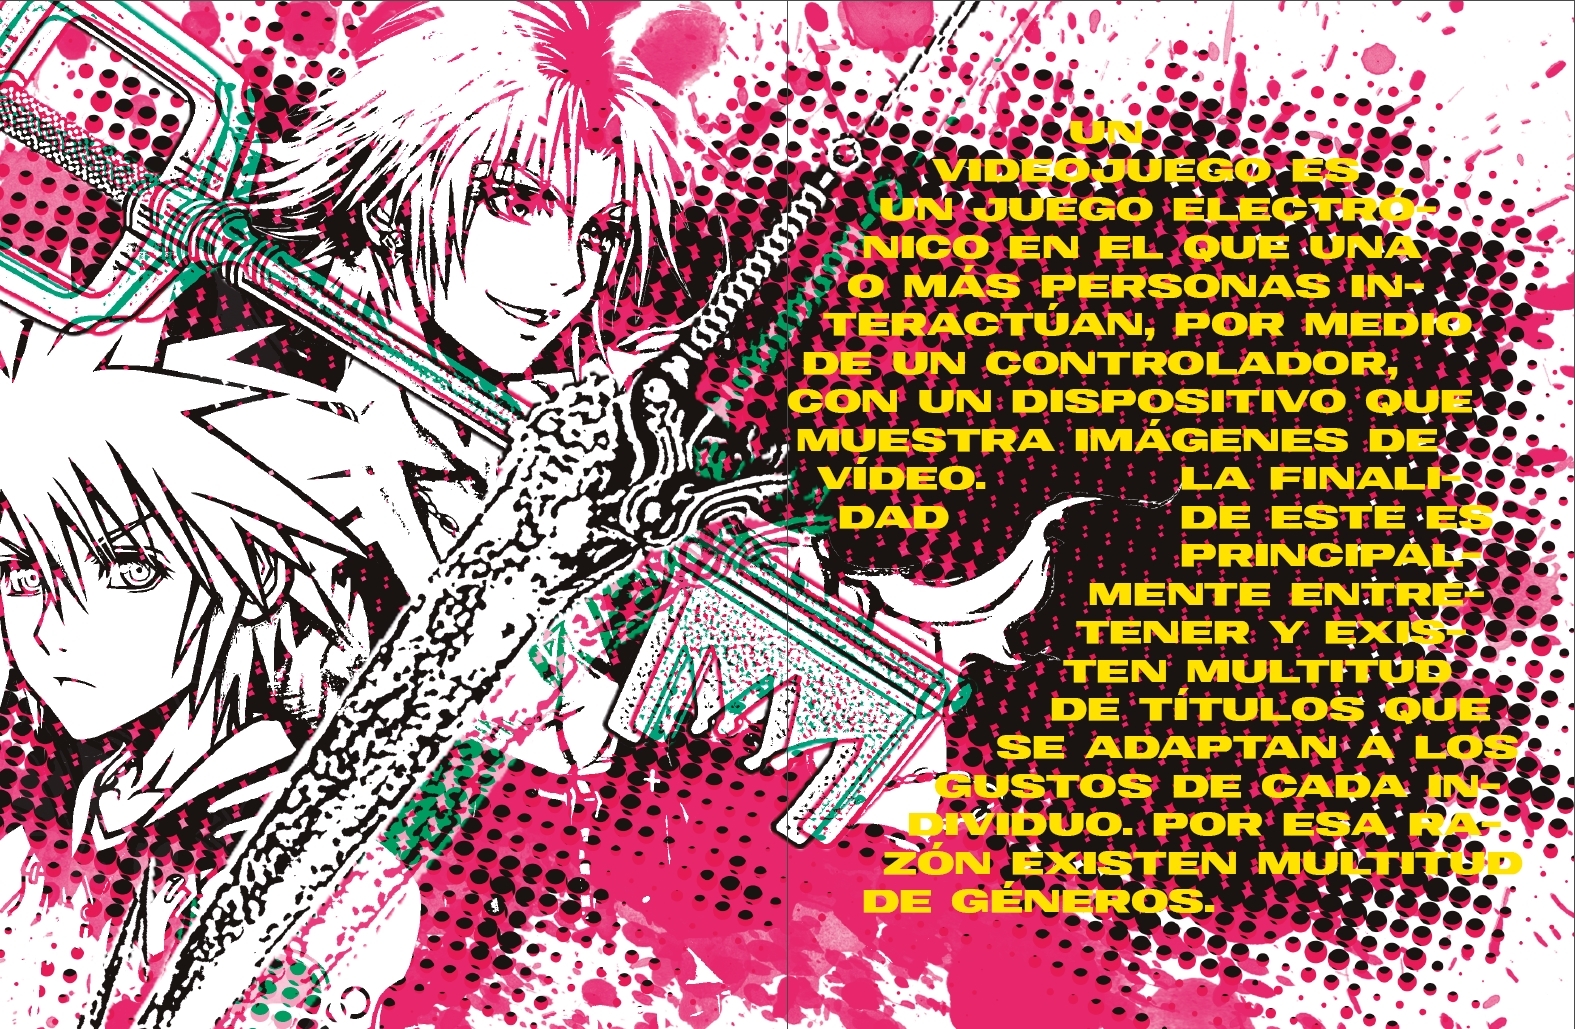 UN
VIDEOJUEGO ES
UN JUEGO ELECTRÓ-
NICO EN EL QUE UNA
O MÁS PERSONAS IN-
TERACTÚAN, POR MEDIO
DE UN CONTROLADOR,
CON UN DISPOSITIVO QUE
MUESTRA IMÁGENES DE
VÍDEO. LA FINALI-
DAD DE ESTE ES
PRINCIPAL-
MENTE ENTRE-
TENER Y EXIS-
TEN MULTITUD
DE TÍTULOS QUE
SE ADAPTAN A LOS
GUSTOS DE CADA IN-
DIVIDUO. POR ESA RA-
ZÓN EXISTEN MULTITUD
DE GÉNEROS.